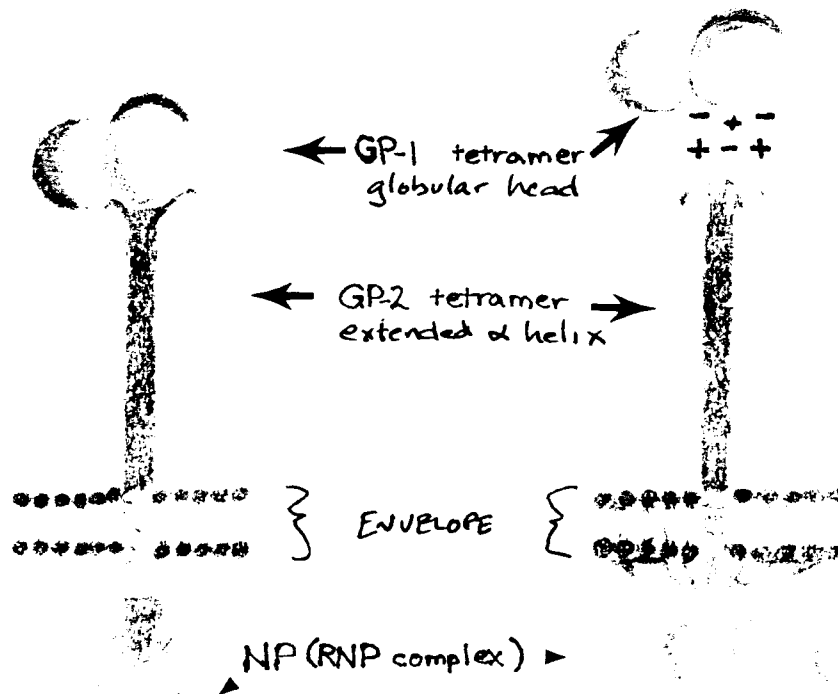 GP-1 tetramer
globular head
- + -
+ - +
GP-2 tetramer
extended α helix
ENVELOPE
NP (RNP complex)